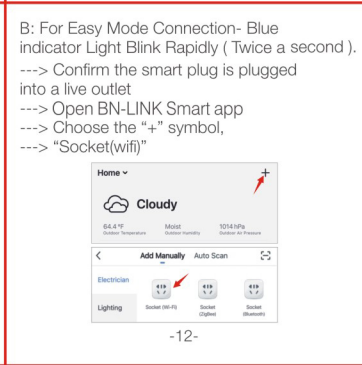 B: For Easy Mode Connection- Blue
indicator Light Blink Rapidly ( Twice a second ).
---> Confirm the smart plug is plugged
into a live outlet
---> Open BN-LINK Smart app
---> Choose the “+” symbol,
---> “Socket(wifi)”
Home
Cloudy
64.4 °F Moist 1014 hPa
Outdoor Temperature Outdoor Humidity Outdoor Air Pressure
Add Manually Auto Scan
Electrician
Lighting
Socket (Wi-Fi) Socket (ZigBee) Socket (Bluetooth)
-12-